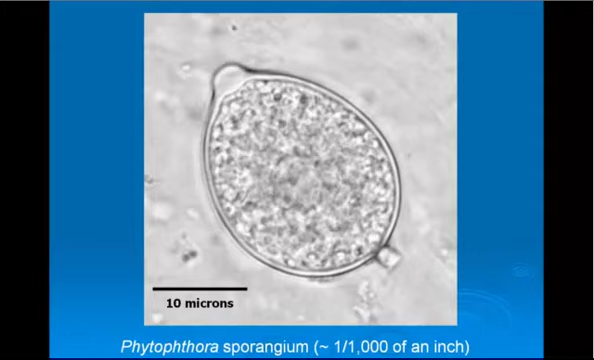 10 microns
Phytophthora sporangium (~ 1/1,000 of an inch)